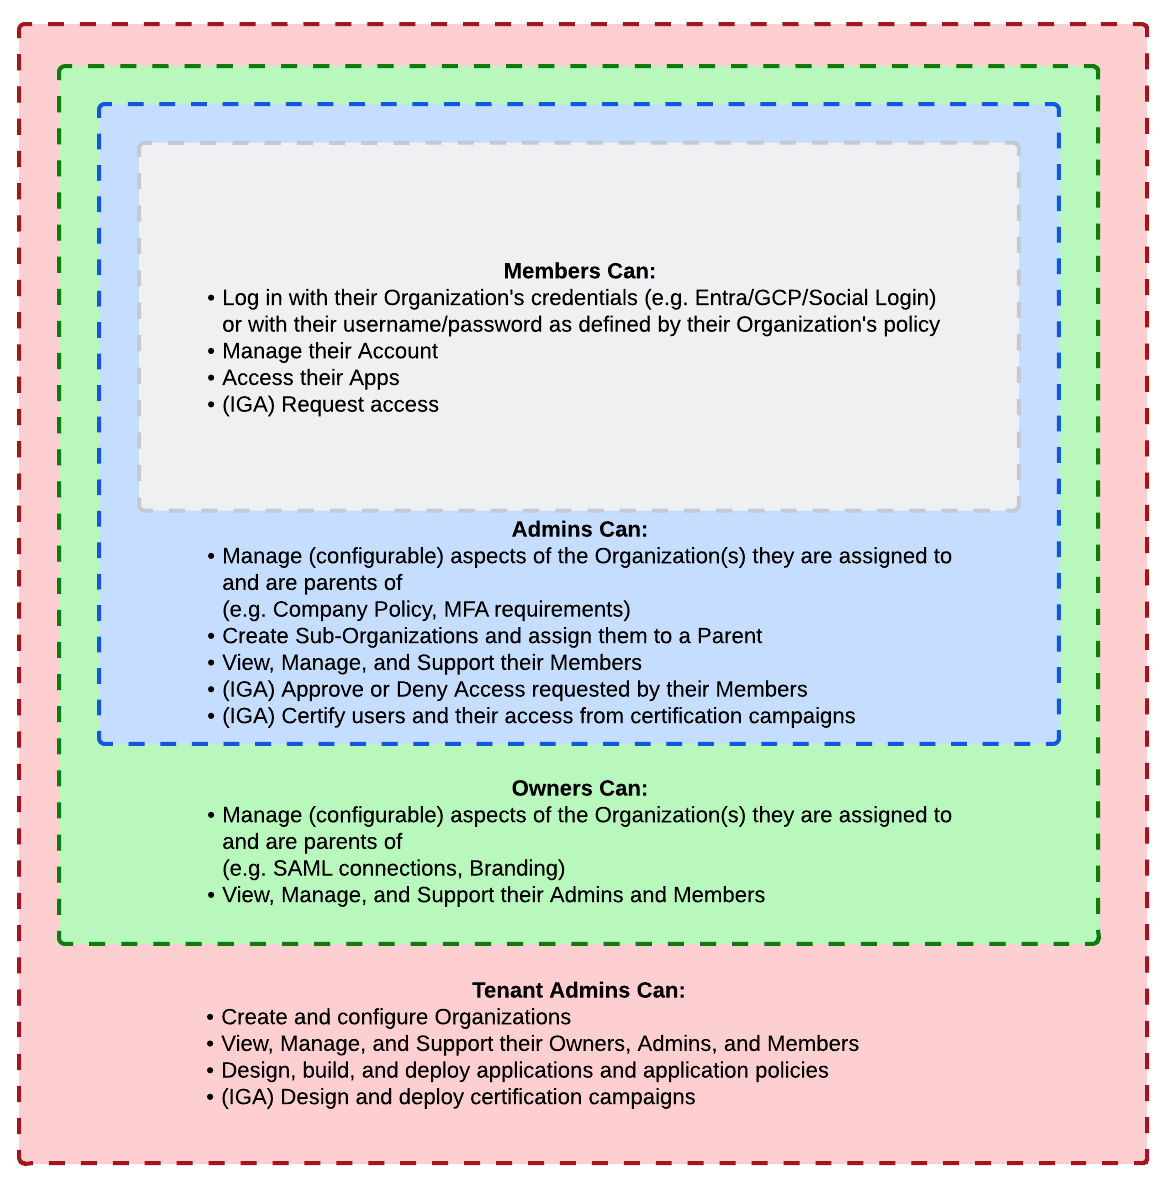 Members Can:
• Log in with their Organization's credentials (e.g. Entra/GCP/Social Login)
or with their username/password as defined by their Organization's policy
• Manage their Account
• Access their Apps
• (IGA) Request access
Admins Can:
• Manage (configurable) aspects of the Organization(s) they are assigned to
and are parents of
(e.g. Company Policy, MFA requirements)
• Create Sub-Organizations and assign them to a Parent
• View, Manage, and Support their Members
• (IGA) Approve or Deny Access requested by their Members
• (IGA) Certify users and their access from certification campaigns
Owners Can:
• Manage (configurable) aspects of the Organization(s) they are assigned to
and are parents of
(e.g. SAML connections, Branding)
• View, Manage, and Support their Admins and Members
Tenant Admins Can:
• Create and configure Organizations
• View, Manage, and Support their Owners, Admins, and Members
• Design, build, and deploy applications and application policies
• (IGA) Design and deploy certification campaigns